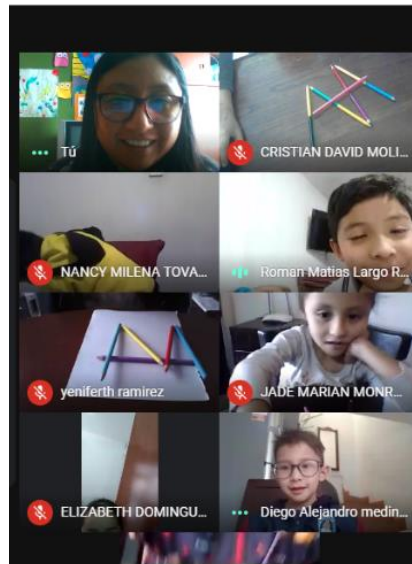 Tú
CRISTIAN DAVID MOLI...
NANCY MILENA TOVA...
Roman Matias Largo R...
yeniferth ramirez
JADE MARIAN MONR...
ELIZABETH DOMINGU...
Diego Alejandro medin...